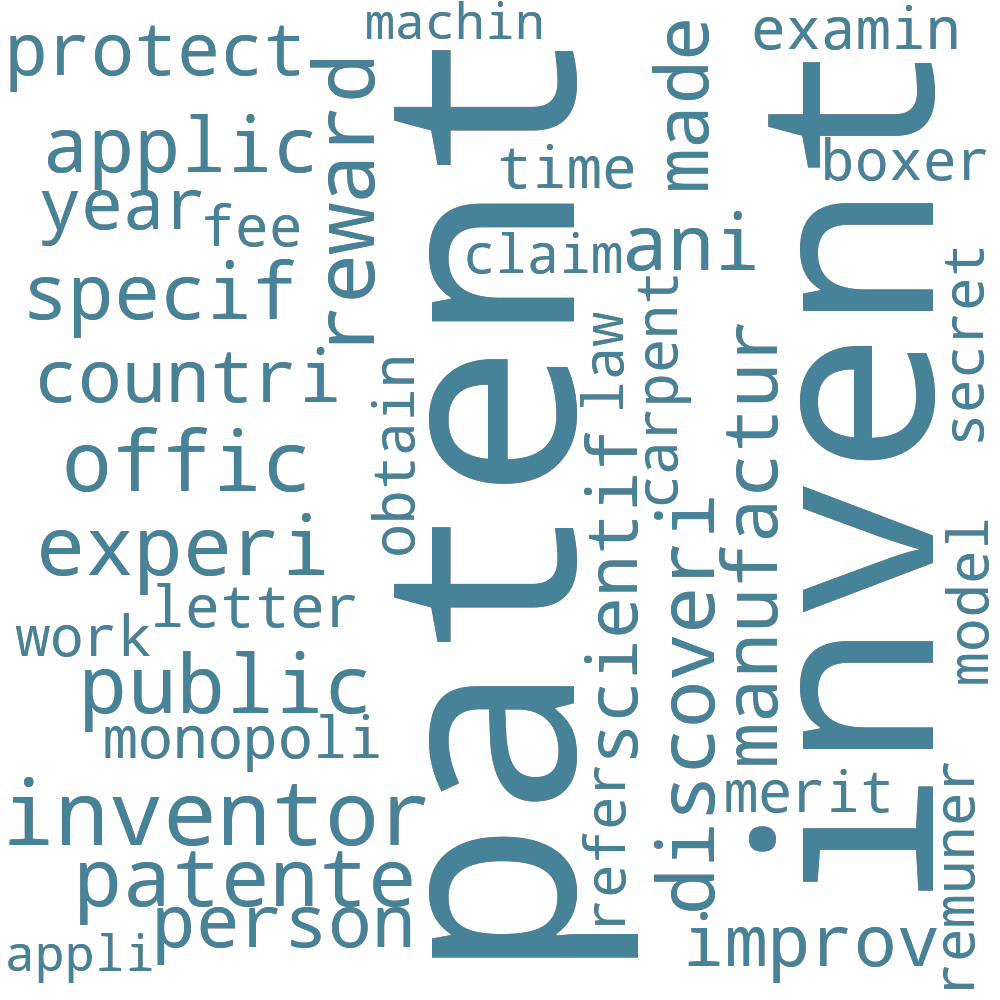 machin
protect
examin
made
reward
patent
invent
applic
time
boxer
year
fee
claim
ani
specif
secret
carpent
law
countri
obtain
manufactur
offic
scientif
discoveri
experi
model
letter
work
public
monopoli
merit
refer
remuner
inventor
patente
person
improv
appli